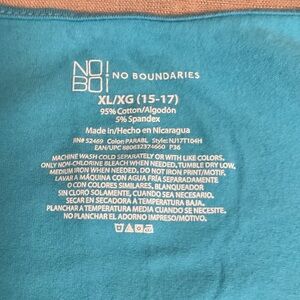 NO!
BO!
NO BOUNDARIES
XL/XG (15-17)
95% Cotton/Algodón
5% Spandex
Made in/Hecho en Nicaragua
RN# 52469 Color: PARABL Style: NJ17T104H
MACHINE WASH COLD SEPARATELY OR WITH LIKE COLORS,
ONLY NON-CHLORINE BLEACH WHEN NEEDED, TUMBLE DRY LOW,
MEDIUM IRON WHEN NEEDED, DO NOT IRON PRINT/MOTIF.
LAVAR A MÁQUINA CON AGUA FRÍA SEPARADAMENTE
O CON COLORES SIMILARES, BLANQUEADOR
SIN CLORO SOLAMENTE, CUANDO SEA NECESARIO,
SECAR EN SECADORA A TEMPERATURA BAJA,
PLANCHAR A TEMPERATURA MEDIA CUANDO SE NECESITE,
NO PLANCHAR EL ADORNO IMPRESO/MOTIVO.